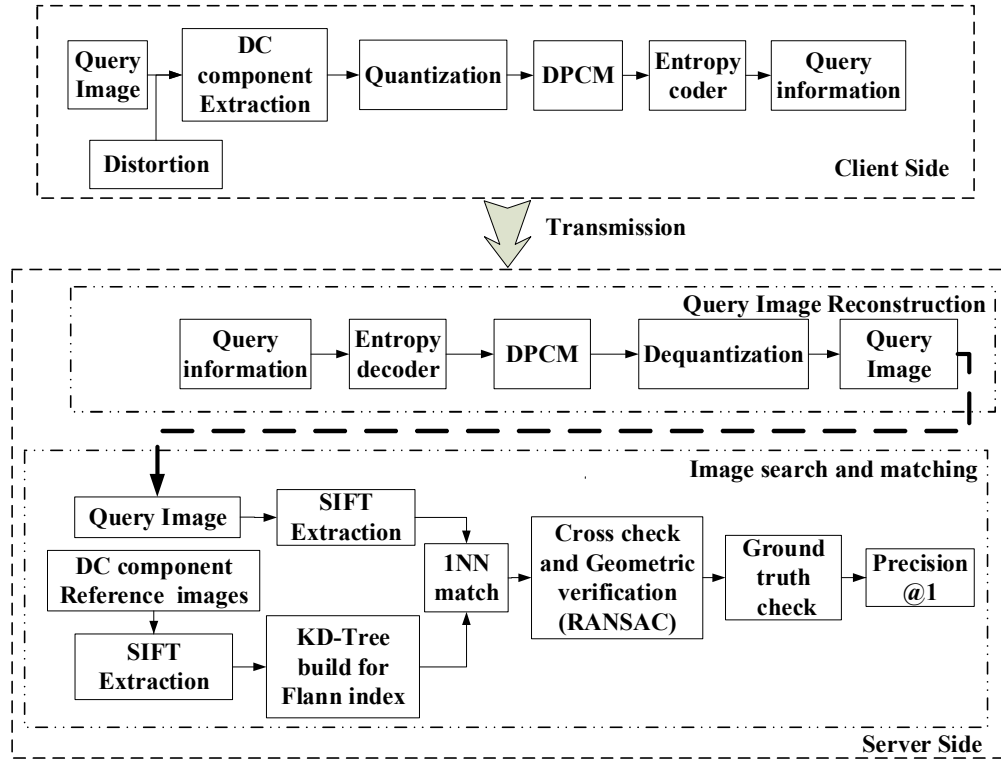 Query
Image
DC
component
Extraction
Quantization
DPCM
Entropy
coder
Query
information
Distortion
Client Side
Transmission
Query Image Reconstruction
Query
information
Entropy
decoder
DPCM
Dequantization
Query
Image
Image search and matching
Query Image
SIFT
Extraction
DC component
Reference images
SIFT
Extraction
KD-Tree
build for
Flann index
1NN
match
Cross check
and Geometric
verification
(RANSAC)
Ground
truth
check
Precision
@1
Server Side